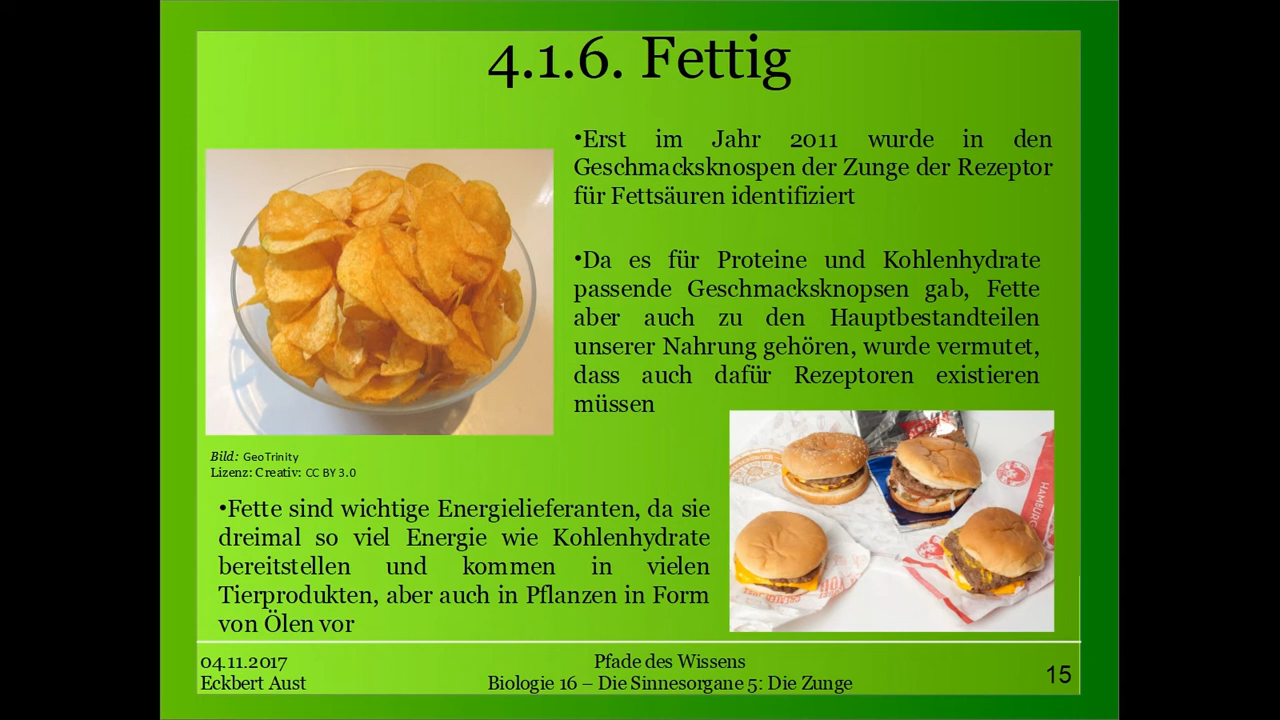 4.1.6. Fettig
•Erst im Jahr 2011 wurde in den
Geschmacksknospen der Zunge der Rezeptor
für Fettsäuren identifiziert
•Da es für Proteine und Kohlenhydrate
passende Geschmacksknopsen gab, Fette
aber auch zu den Hauptbestandteilen
unserer Nahrung gehören, wurde vermutet,
dass auch dafür Rezeptoren existieren
müssen
Bild: GeoTrinity
Lizenz: Creativ: CC BY 3.0
•Fette sind wichtige Energielieferanten, da sie
dreimal so viel Energie wie Kohlenhydrate
bereitstellen und kommen in vielen
Tierprodukten, aber auch in Pflanzen in Form
von Ölen vor
HAMBURG
04.11.2017
Eckbert Aust
Pfade des Wissens
Biologie 16 – Die Sinnesorgane 5: Die Zunge
15